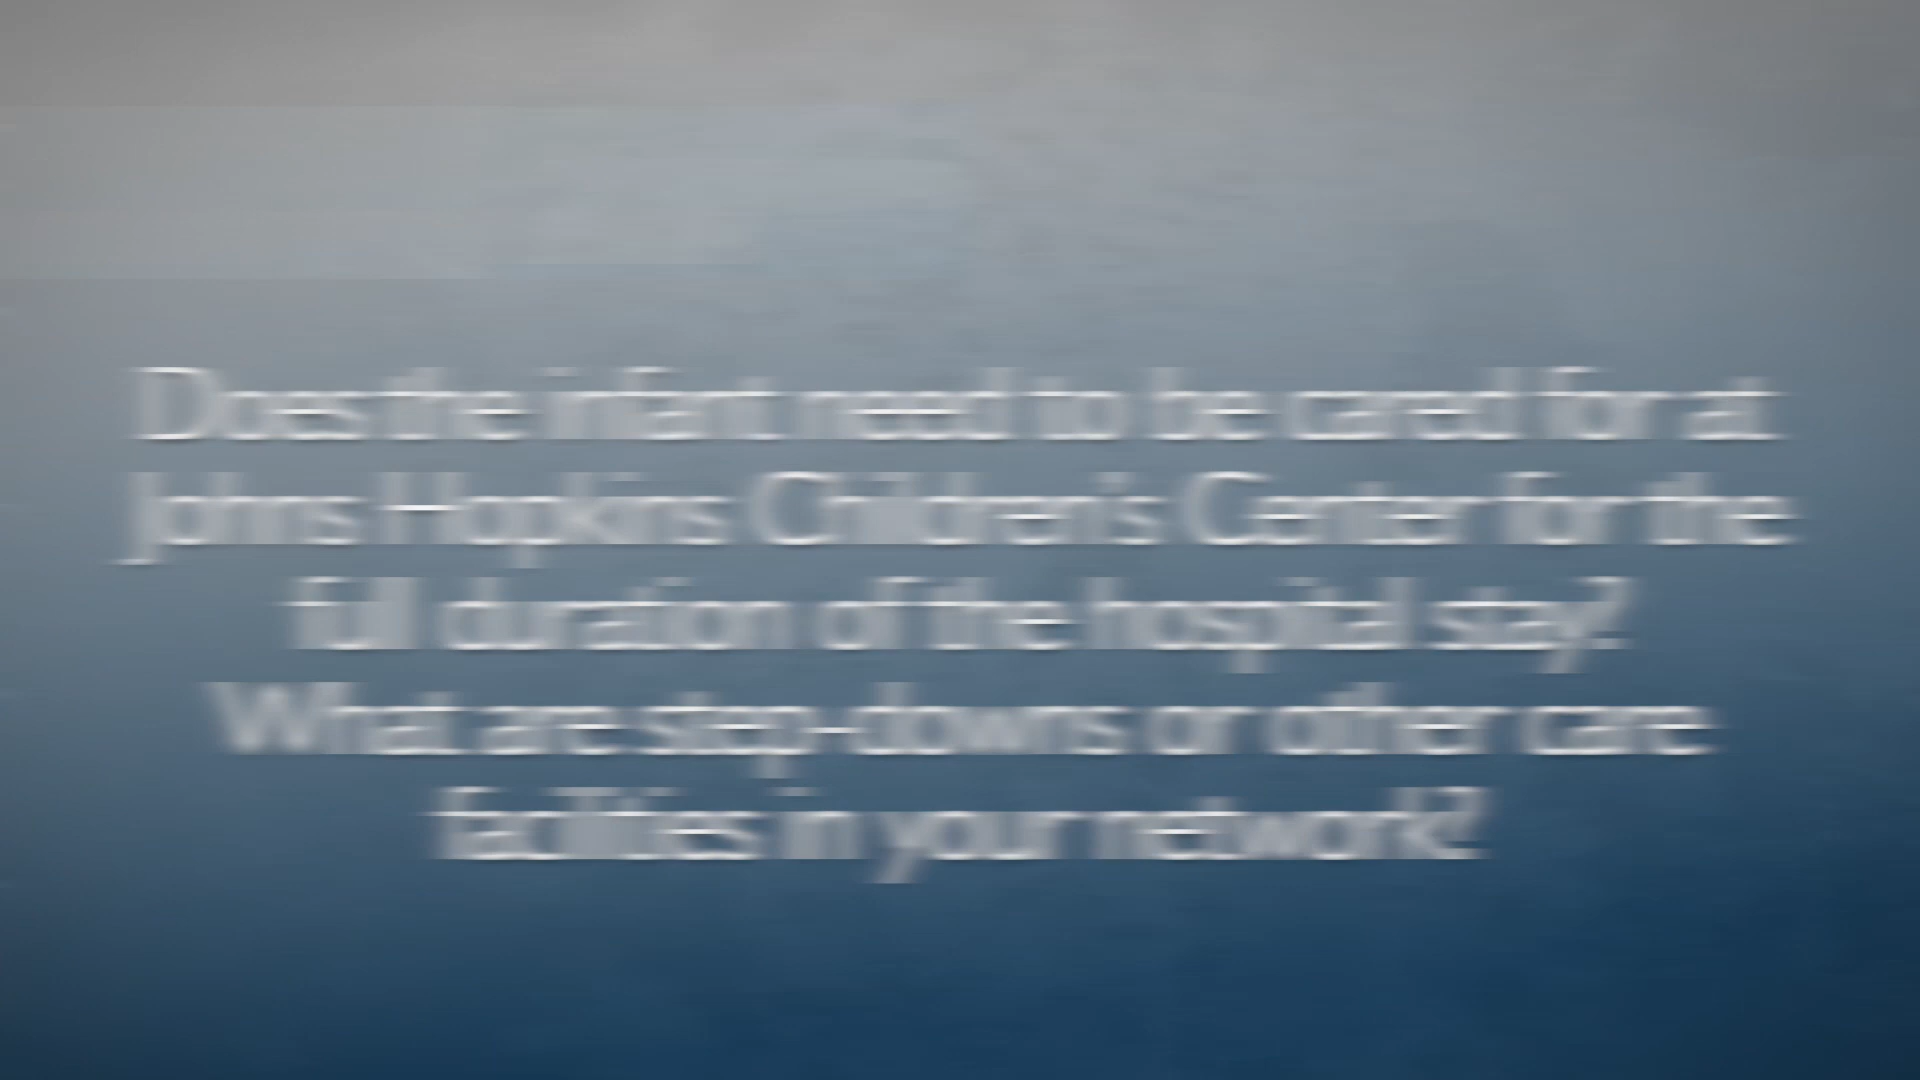 Does the infant need to be cared for at
Johns Hopkins Children's Center for the
full duration of the hospital stay?
What are step-downs or other care
facilities in your network?